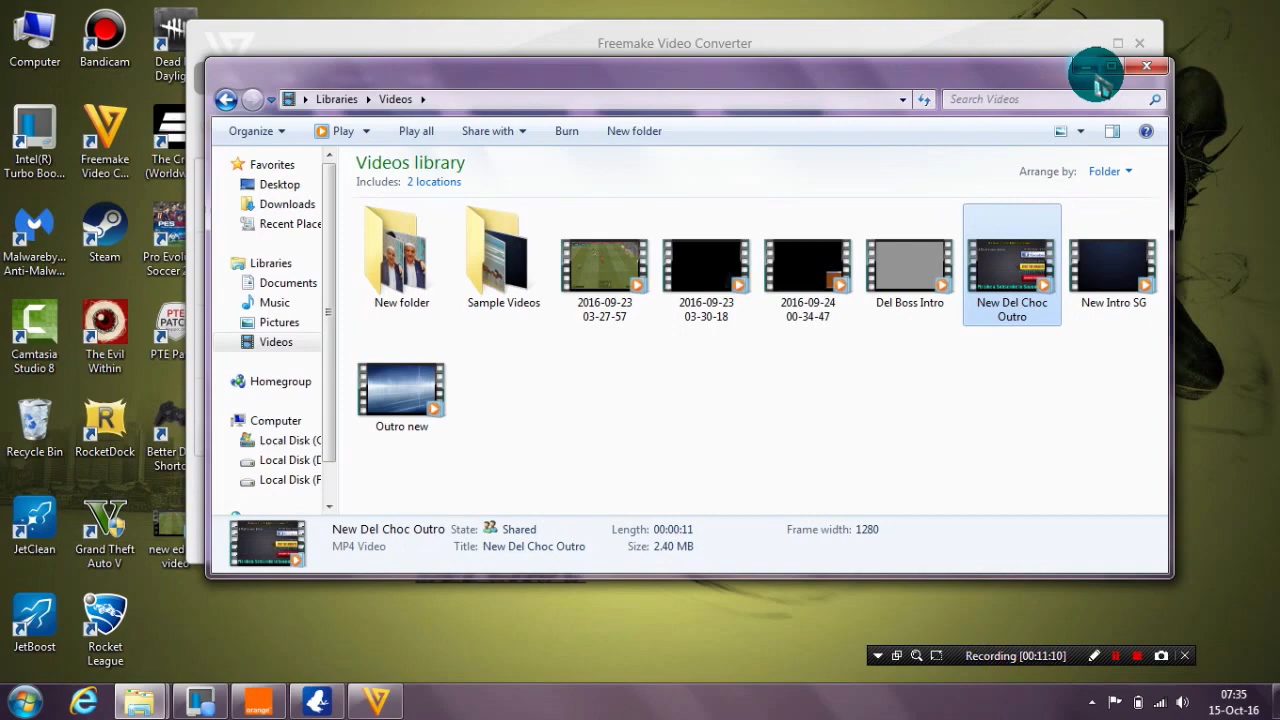 Freemake Video Converter
Libraries
Videos
Search Videos
Organize
Play
Play all
Share with
Burn
New folder
Favorites
Desktop
Downloads
Recent Place
Libraries
Documents
Music
Pictures
Videos
Homegroup
Computer
Local Disk (C
Local Disk (D
Local Disk (F
Videos library
Includes: 2 locations
Arrange by: Folder
New folder
Sample Videos
2016-09-23
03-27-57
2016-09-23
03-30-18
2016-09-24
00-34-47
Del Boss Intro
New Del Choc
Outro
New Intro SG
Outro new
New Del Choc Outro
MP4 Video
State: Shared
Title: New Del Choc Outro
Length: 00:00:11
Size: 2.40 MB
Frame width: 1280
Computer
Bandicam
Dead
Dayligh
Intel(R)
Turbo Boo...
Freemake
Video C...
The Cr
(Worldw
Malwareby...
Anti-Malw...
Steam
Pro Evolu
Soccer 2
Camtasia
Studio 8
The Evil
Within
PTE Pa
Recycle Bin
RocketDock
Better D
Shorto
JetClean
Grand Theft
Auto V
new ed
video
JetBoost
Rocket
League
Recording [00:11:10]
orange
07:35
15-Oct-16